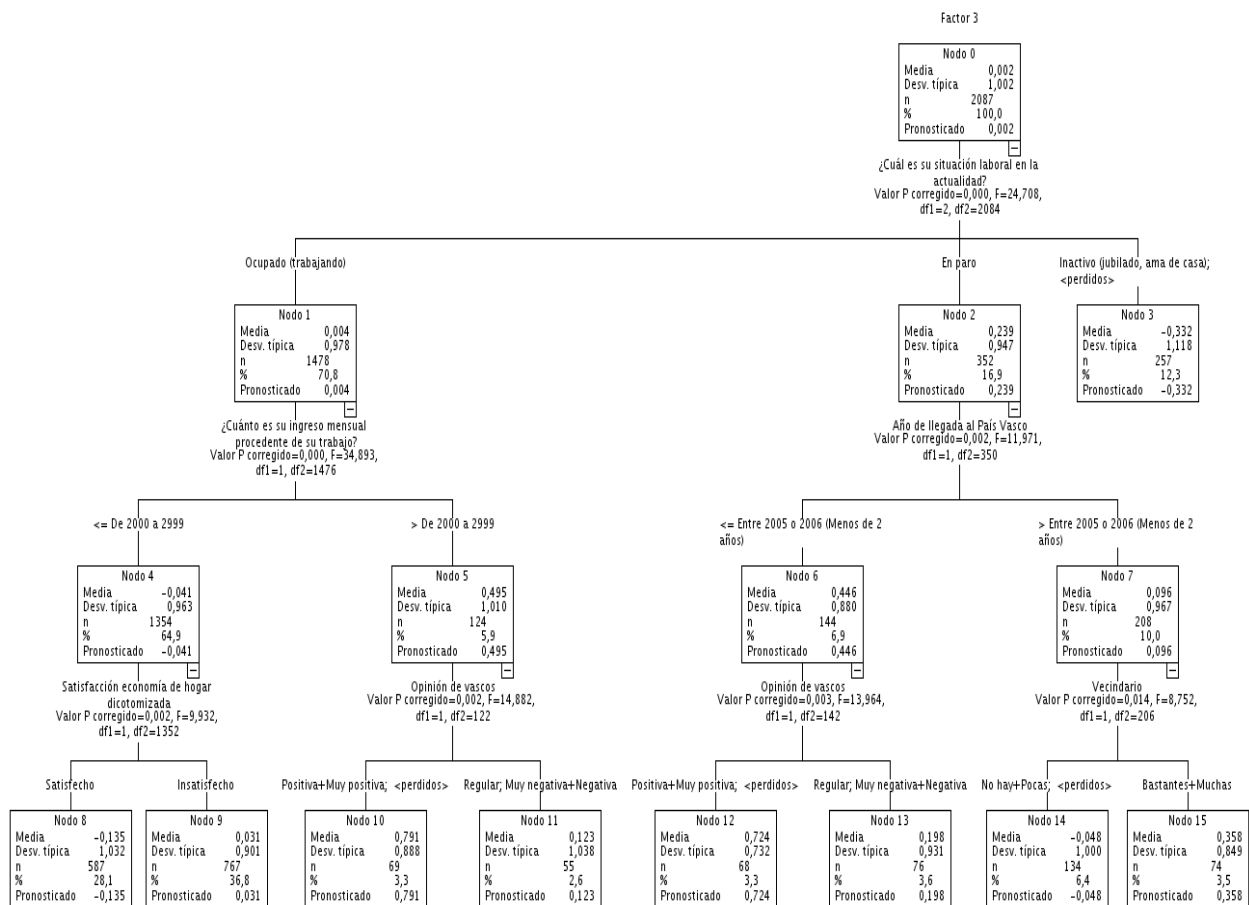 Factor 3
Nodo 0
Media 0,002
Desv. típica 1,002
n 2087
% 100,0
Pronosticado 0,002
¿Cuál es su situación laboral en la
actualidad?
Valor P corregido=0,000, F=24,708,
df1=2, df2=2084
Ocupado (trabajando)
En paro
Inactivo (jubilado, ama de casa);
<perdidos>
Nodo 1
Media 0,004
Desv. típica 0,978
n 1478
% 70,8
Pronosticado 0,004
Nodo 2
Media 0,239
Desv. típica 0,947
n 352
% 16,9
Pronosticado 0,239
Nodo 3
Media -0,332
Desv. típica 1,118
n 257
% 12,3
Pronosticado -0,332
¿Cuánto es su ingreso mensual
procedente de su trabajo?
Valor P corregido=0,000, F=34,893,
df1=1, df2=1476
Año de llegada al País Vasco
Valor P corregido=0,002, F=11,971,
df1=1, df2=350
<= De 2000 a 2999
> De 2000 a 2999
<= Entre 2005 o 2006 (Menos de 2
años)
> Entre 2005 o 2006 (Menos de 2
años)
Nodo 4
Media -0,041
Desv. típica 0,963
n 1354
% 64,9
Pronosticado -0,041
Nodo 5
Media 0,495
Desv. típica 1,010
n 124
% 5,9
Pronosticado 0,495
Nodo 6
Media 0,446
Desv. típica 0,880
n 144
% 6,9
Pronosticado 0,446
Nodo 7
Media 0,096
Desv. típica 0,967
n 208
% 10,0
Pronosticado 0,096
Satisfacción economía de hogar
dicotomizada
Valor P corregido=0,002, F=9,932,
df1=1, df2=1352
Opinión de vascos
Valor P corregido=0,002, F=14,882,
df1=1, df2=122
Opinión de vascos
Valor P corregido=0,003, F=13,964,
df1=1, df2=142
Vecindario
Valor P corregido=0,014, F=8,752,
df1=1, df2=206
Satisfecho
Insatisfecho
Positiva+Muy positiva; <perdidos>
Regular; Muy negativa+Negativa
Positiva+Muy positiva; <perdidos>
Regular; Muy negativa+Negativa
No hay+Pocas; <perdidos>
Bastantes+Muchas
Nodo 8
Media -0,135
Desv. típica 1,032
n 587
% 28,1
Pronosticado -0,135
Nodo 9
Media 0,031
Desv. típica 0,901
n 767
% 36,8
Pronosticado 0,031
Nodo 10
Media 0,791
Desv. típica 0,888
n 69
% 3,3
Pronosticado 0,791
Nodo 11
Media 0,123
Desv. típica 1,038
n 55
% 2,6
Pronosticado 0,123
Nodo 12
Media 0,724
Desv. típica 0,732
n 68
% 3,3
Pronosticado 0,724
Nodo 13
Media 0,198
Desv. típica 0,931
n 76
% 3,6
Pronosticado 0,198
Nodo 14
Media -0,048
Desv. típica 1,000
n 134
% 6,4
Pronosticado -0,048
Nodo 15
Media 0,358
Desv. típica 0,849
n 74
% 3,5
Pronosticado 0,358